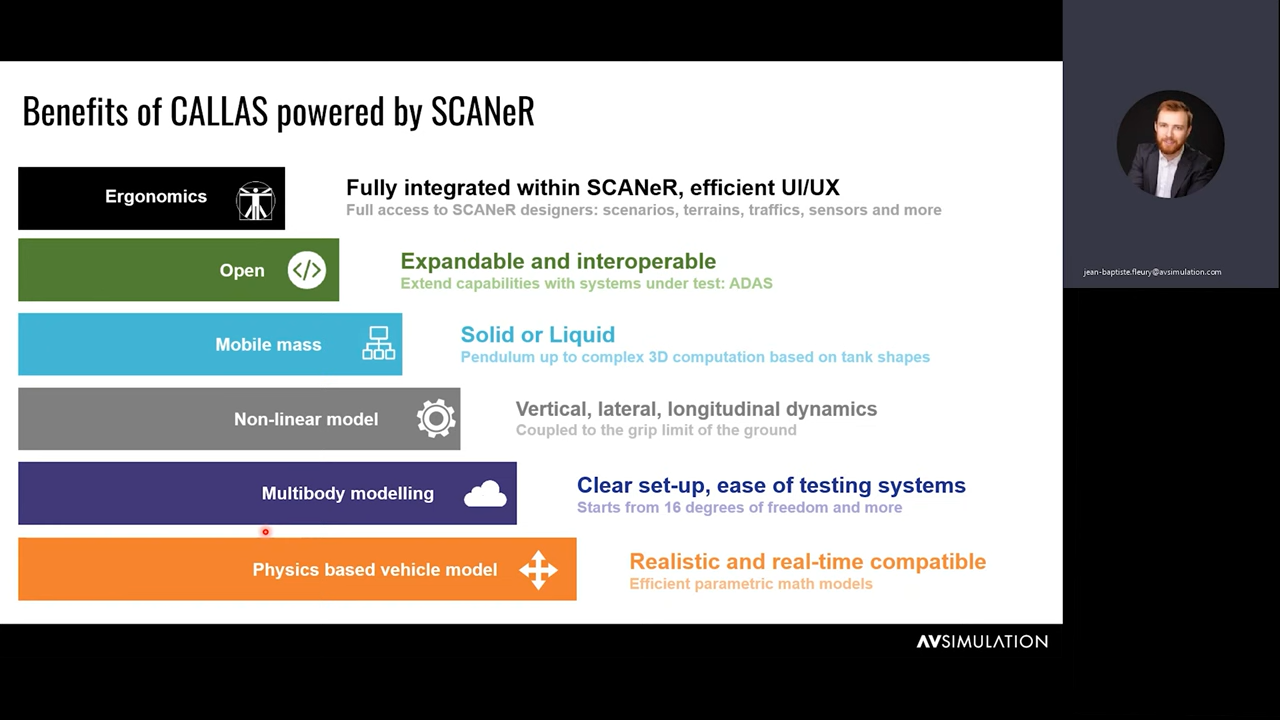 Benefits of CALLAS powered by SCANeR
Ergonomics
Fully integrated within SCANeR, efficient UI/UX
Full access to SCANeR designers: scenarios, terrains, traffics, sensors and more
Open
</>
Expandable and interoperable
Extend capabilities with systems under test: ADAS
Mobile mass
Solid or Liquid
Pendulum up to complex 3D computation based on tank shapes
Non-linear model
Vertical, lateral, longitudinal dynamics
Coupled to the grip limit of the ground
Multibody modelling
Clear set-up, ease of testing systems
Starts from 16 degrees of freedom and more
Physics based vehicle model
Realistic and real-time compatible
Efficient parametric math models
AVSIMULATION
jean-baptiste.fleury@avsimulation.com